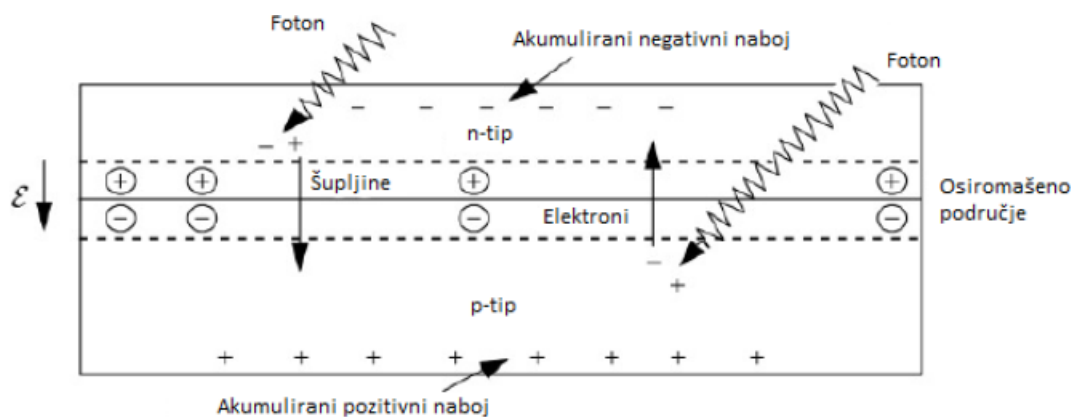 Foton
Akumulirani negativni naboj
Foton
− − − − − −
n-tip
− +
+ + + +
Šupljine
ℰ
Osiromašeno
područje
− − − −
Elektroni
−
+
p-tip
+ + + + + + + +
Akumulirani pozitivni naboj